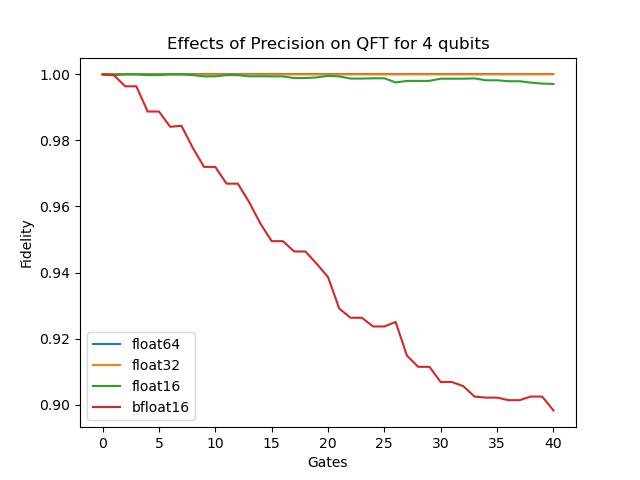 Effects of Precision on QFT for 4 qubits
1.00
0.98
0.96
0.94
0.92
0.90
Fidelity
float64
float32
float16
bfloat16
0 5 10 15 20 25 30 35 40
Gates